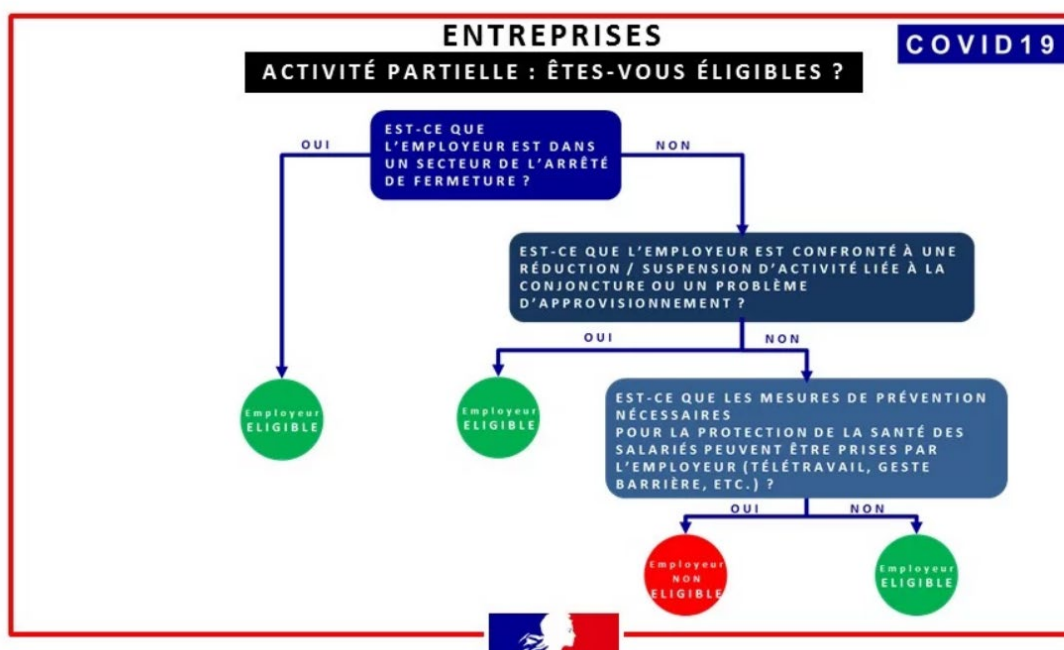 ENTREPRISES
COVID19
ACTIVITÉ PARTIELLE : ÊTES-VOUS ÉLIGIBLES ?
EST-CE QUE
L'EMPLOYEUR EST DANS
UN SECTEUR DE L'ARRÊTÉ
DE FERMETURE ?
OUI
NON
EST-CE QUE L'EMPLOYEUR EST CONFRONTÉ À UNE
RÉDUCTION / SUSPENSION D'ACTIVITÉ LIÉE À LA
CONJONCTURE OU UN PROBLÈME
D'APPROVISIONNEMENT ?
OUI
NON
Employeur
ELIGIBLE
Employeur
ELIGIBLE
EST-CE QUE LES MESURES DE PRÉVENTION
NÉCESSAIRES
POUR LA PROTECTION DE LA SANTÉ DES
SALARIÉS PEUVENT ÊTRE PRISES PAR
L'EMPLOYEUR (TÉLÉTRAVAIL, GESTE
BARRIÈRE, ETC.) ?
OUI
NON
Employeur
NON
ELIGIBLE
Employeur
ELIGIBLE